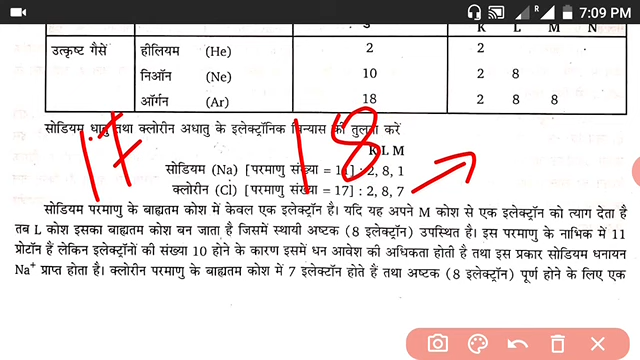 R 7:09 PM
K L M N
उत्कृष्ट गैसें हीलियम (He) 2 2
निऑन (Ne) 10 2 8
ऑर्गन (Ar) 18 2 8 8
सोडियम धातु तथा क्लोरीन अधातु के इलेक्ट्रॉनिक विन्यास की तुलना करें
17 18
K L M
सोडियम (Na) [परमाणु संख्या = 11] : 2, 8, 1
क्लोरीन (Cl) [परमाणु संख्या = 17] : 2, 8, 7
सोडियम परमाणु के बाह्यतम कोश में केवल एक इलेक्ट्रॉन है। यदि यह अपने M कोश से एक इलेक्ट्रॉन को त्याग देता है
तब L कोश इसका बाह्यतम कोश बन जाता है जिसमें स्थायी अष्टक (8 इलेक्ट्रॉन) उपस्थित है। इस परमाणु के नाभिक में 11
प्रोटॉन हैं लेकिन इलेक्ट्रॉनों की संख्या 10 होने के कारण इसमें धन आवेश की अधिकता होती है तथा इस प्रकार सोडियम धनायन
Na⁺ प्राप्त होता है। क्लोरीन परमाणु के बाह्यतम कोश में 7 इलेक्टॉन होते हैं तथा अष्टक (8 इलेक्ट्रॉन) पूर्ण होने के लिए एक